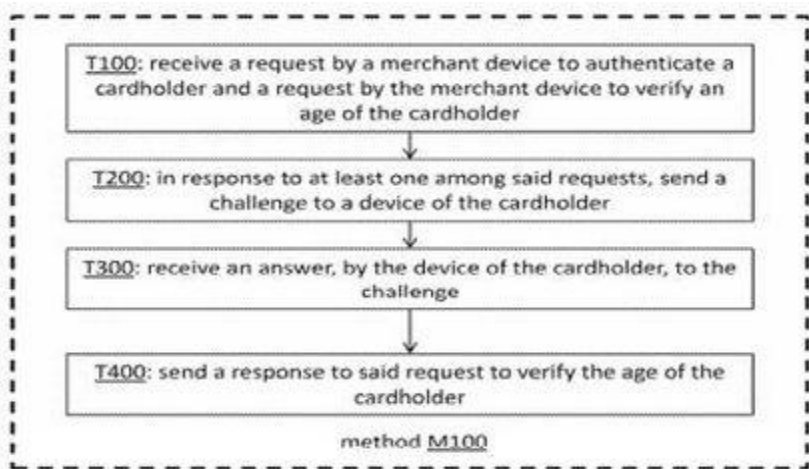 T100: receive a request by a merchant device to authenticate a
cardholder and a request by the merchant device to verify an
age of the cardholder
T200: in response to at least one among said requests, send a
challenge to a device of the cardholder
T300: receive an answer, by the device of the cardholder, to the
challenge
T400: send a response to said request to verify the age of the
cardholder
method M100